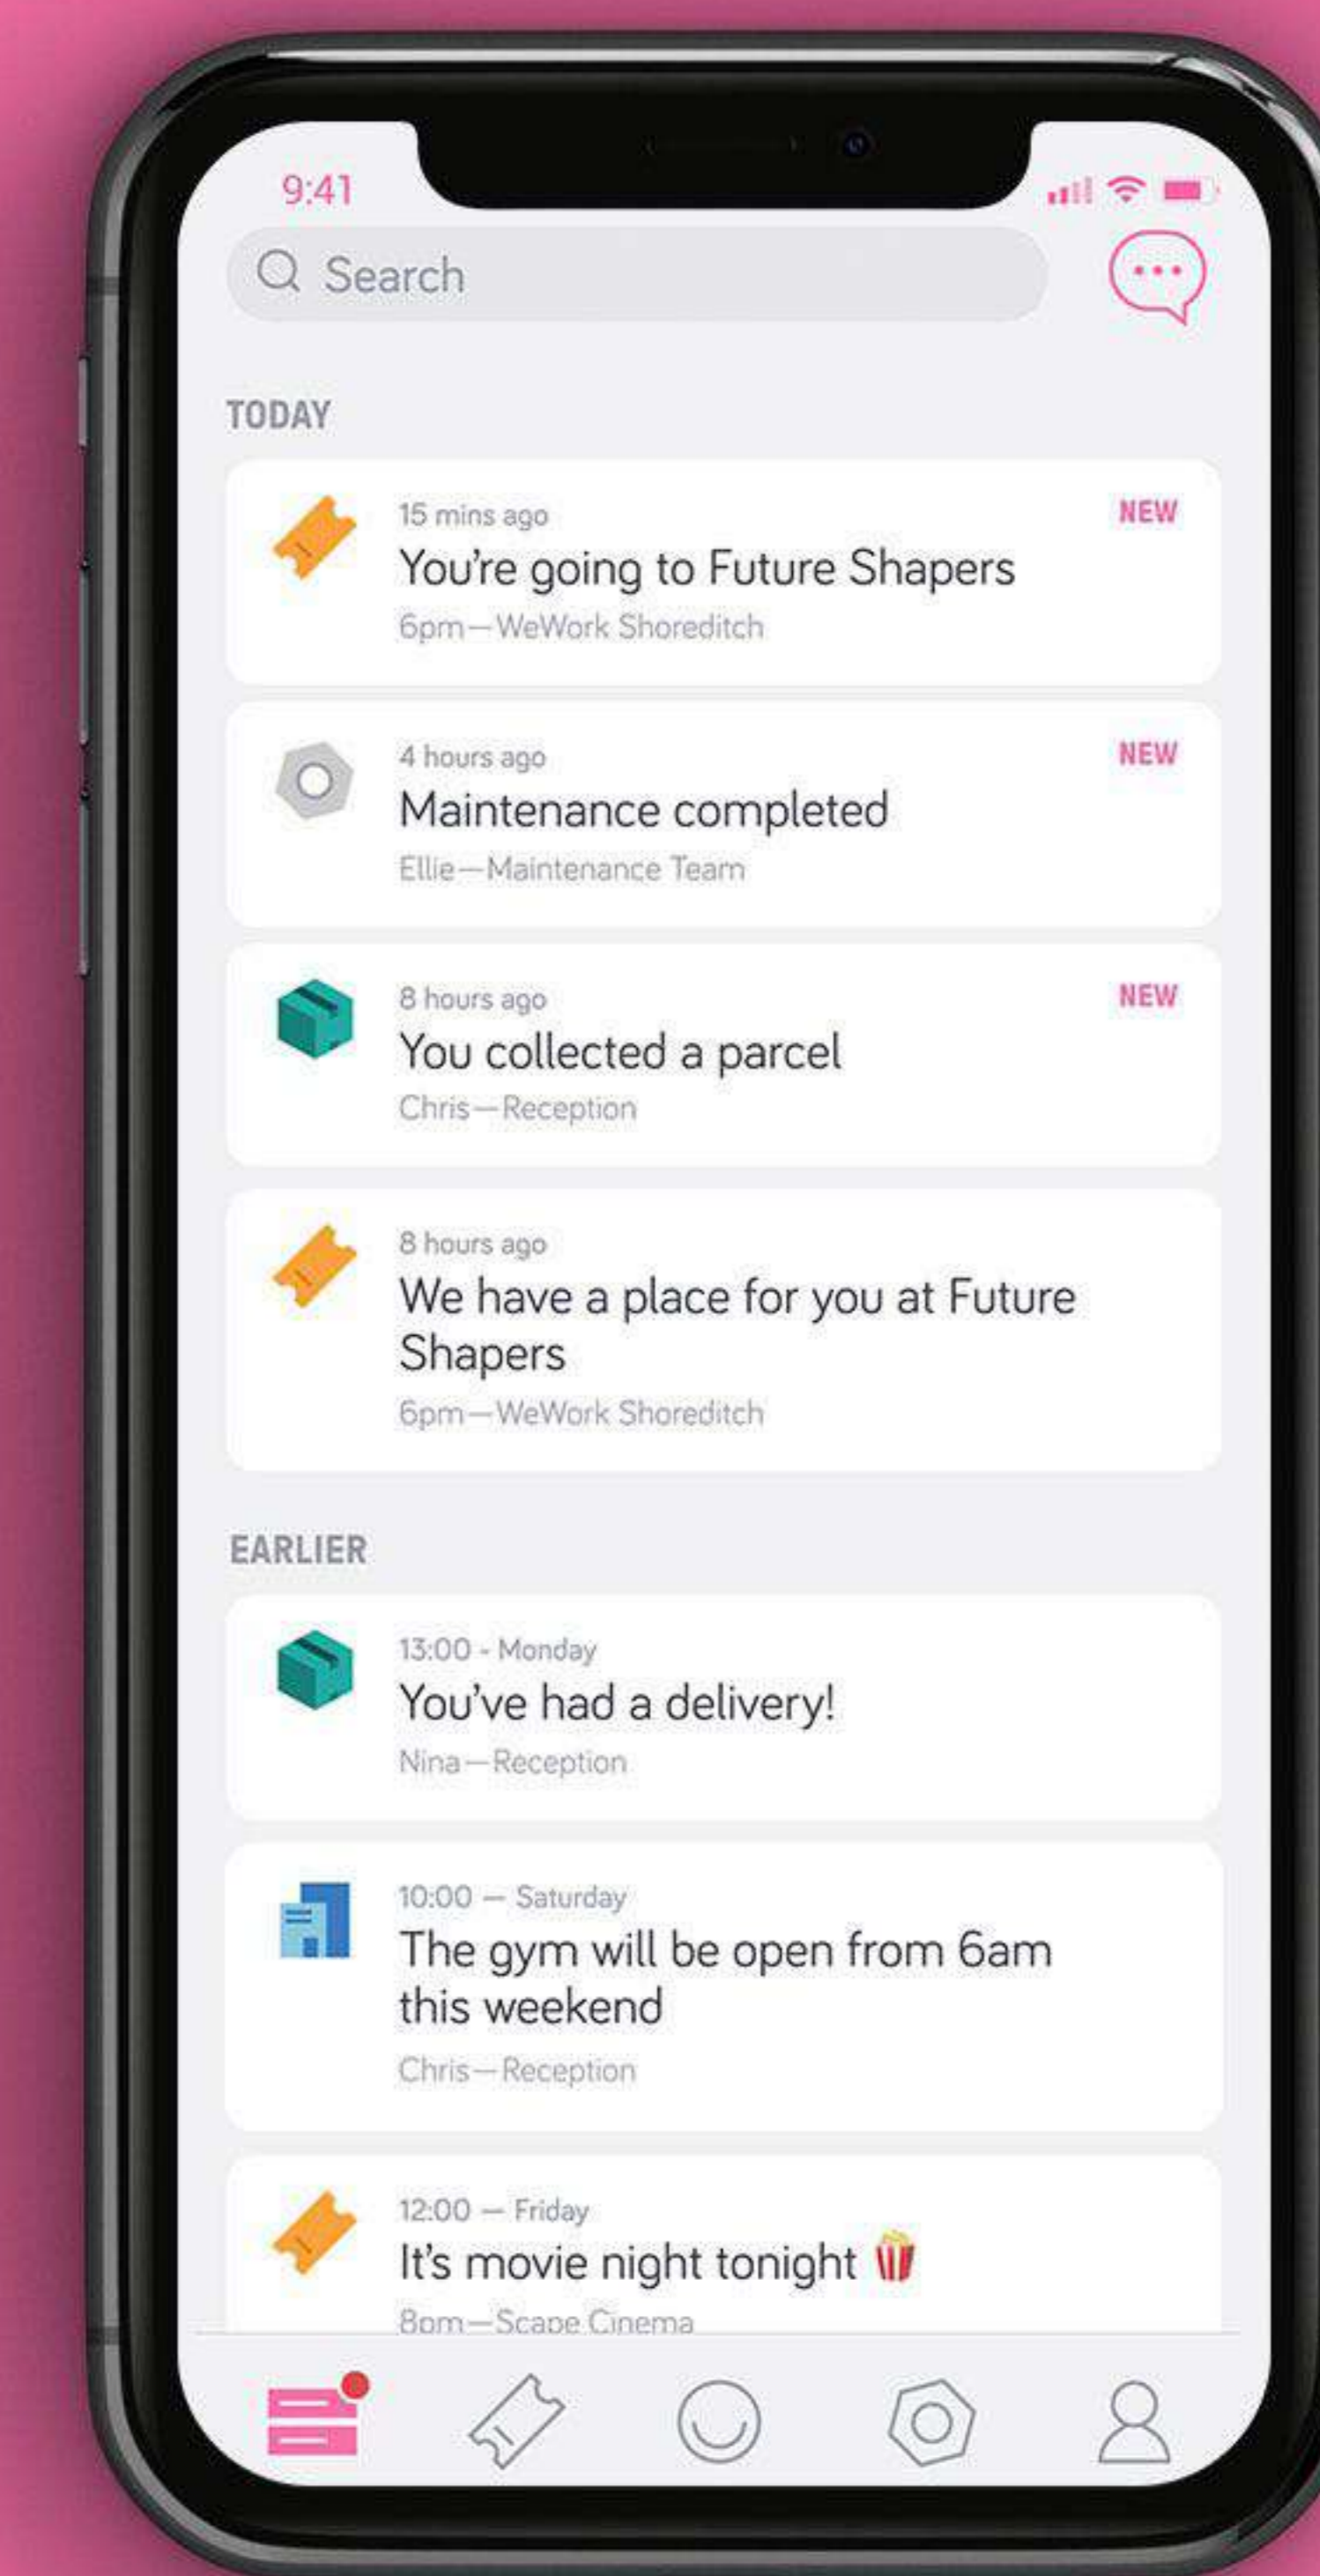 9:41
Search
TODAY
15 mins ago
NEW
You're going to Future Shapers
6pm—WeWork Shoreditch
4 hours ago
NEW
Maintenance completed
Ellie—Maintenance Team
8 hours ago
NEW
You collected a parcel
Chris—Reception
8 hours ago
We have a place for you at Future
Shapers
6pm—WeWork Shoreditch
EARLIER
13:00 - Monday
You've had a delivery!
Nina—Reception
10:00 — Saturday
The gym will be open from 6am
this weekend
Chris—Reception
12:00 — Friday
It's movie night tonight 🍿
8pm—Scape Cinema